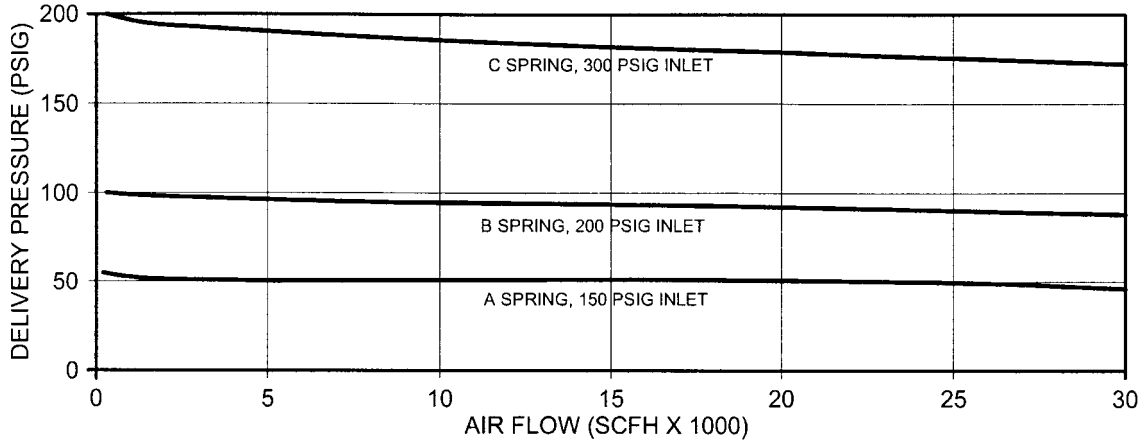 DELIVERY PRESSURE (PSIG)
200
150
100
50
0
C SPRING, 300 PSIG INLET
B SPRING, 200 PSIG INLET
A SPRING, 150 PSIG INLET
0 5 10 15 20 25 30
AIR FLOW (SCFH X 1000)